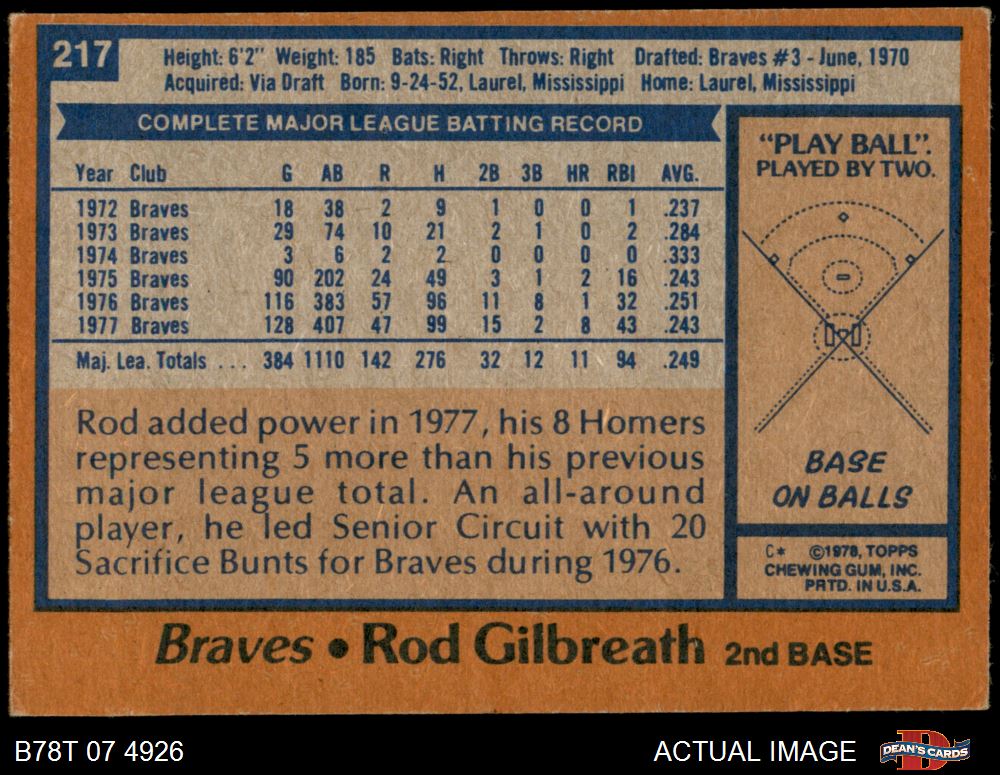 217
Height: 6'2" Weight: 185 Bats: Right Throws: Right Drafted: Braves #3 - June, 1970
Acquired: Via Draft Born: 9-24-52, Laurel, Mississippi Home: Laurel, Mississippi
COMPLETE MAJOR LEAGUE BATTING RECORD
Year Club G AB R H 2B 3B HR RBI AVG.
1972 Braves 18 38 2 9 1 0 0 1 .237
1973 Braves 29 74 10 21 2 1 0 2 .284
1974 Braves 3 6 2 2 0 0 0 0 .333
1975 Braves 90 202 24 49 3 1 2 16 .243
1976 Braves 116 383 57 96 11 8 1 32 .251
1977 Braves 128 407 47 99 15 2 8 43 .243
Maj. Lea. Totals ... 384 1110 142 276 32 12 11 94 .249
Rod added power in 1977, his 8 Homers
representing 5 more than his previous
major league total. An all-around
player, he led Senior Circuit with 20
Sacrifice Bunts for Braves during 1976.
"PLAY BALL".
PLAYED BY TWO.
BASE
ON BALLS
C* ©1978, TOPPS
CHEWING GUM, INC.
PRTD. IN U.S.A.
Braves • Rod Gilbreath 2nd BASE
B78T 07 4926
ACTUAL IMAGE
D
DEAN'S CARDS